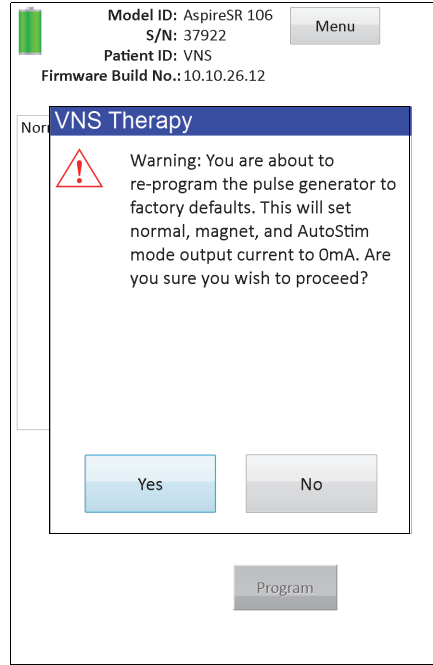 Model ID: AspireSR 106
Menu
S/N: 37922
Patient ID: VNS
Firmware Build No.: 10.10.26.12
VNS Therapy
Warning: You are about to
re-program the pulse generator to
factory defaults. This will set
normal, magnet, and AutoStim
mode output current to 0mA. Are
you sure you wish to proceed?
Yes
No
Program